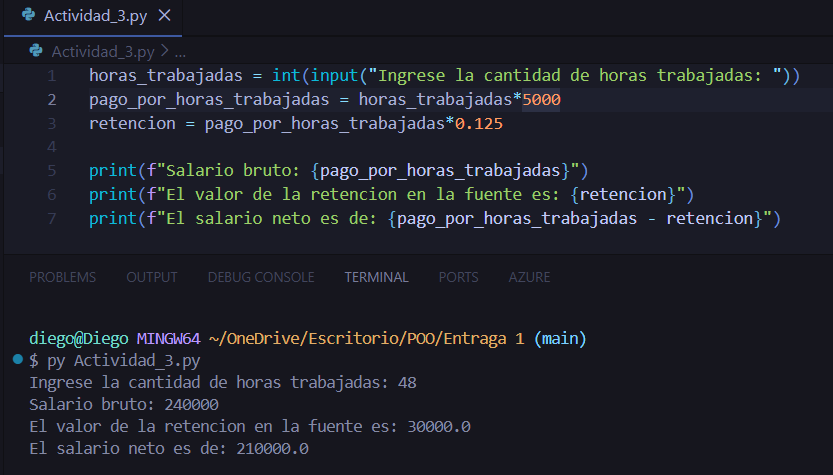 Actividad_3.py ×
Actividad_3.py > ...
1 horas_trabajadas = int(input("Ingrese la cantidad de horas trabajadas: "))
2 pago_por_horas_trabajadas = horas_trabajadas*5000
3 retencion = pago_por_horas_trabajadas*0.125
4
5 print(f"Salario bruto: {pago_por_horas_trabajadas}")
6 print(f"El valor de la retencion en la fuente es: {retencion}")
7 print(f"El salario neto es de: {pago_por_horas_trabajadas - retencion}")
PROBLEMS OUTPUT DEBUG CONSOLE TERMINAL PORTS AZURE
diego@Diego MINGW64 ~/OneDrive/Escritorio/POO/Entraga 1 (main)
$ py Actividad_3.py
Ingrese la cantidad de horas trabajadas: 48
Salario bruto: 240000
El valor de la retencion en la fuente es: 30000.0
El salario neto es de: 210000.0